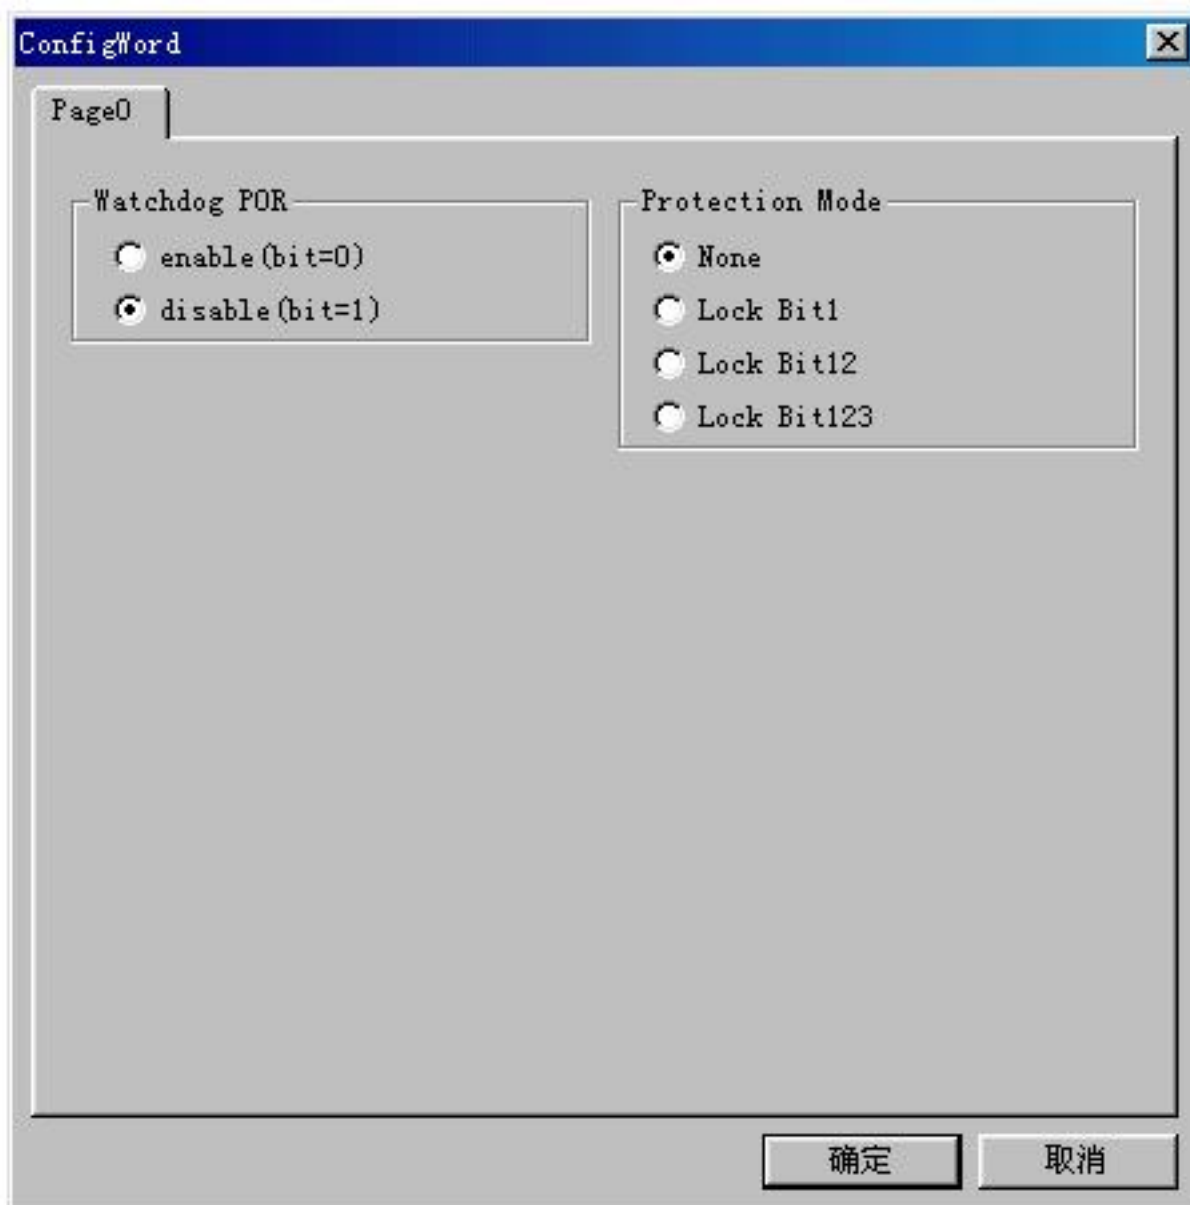 ConfigWord
Page0
Watchdog POR
enable(bit=0)
disable(bit=1)
Protection Mode
None
Lock Bit1
Lock Bit12
Lock Bit123
确定
取消